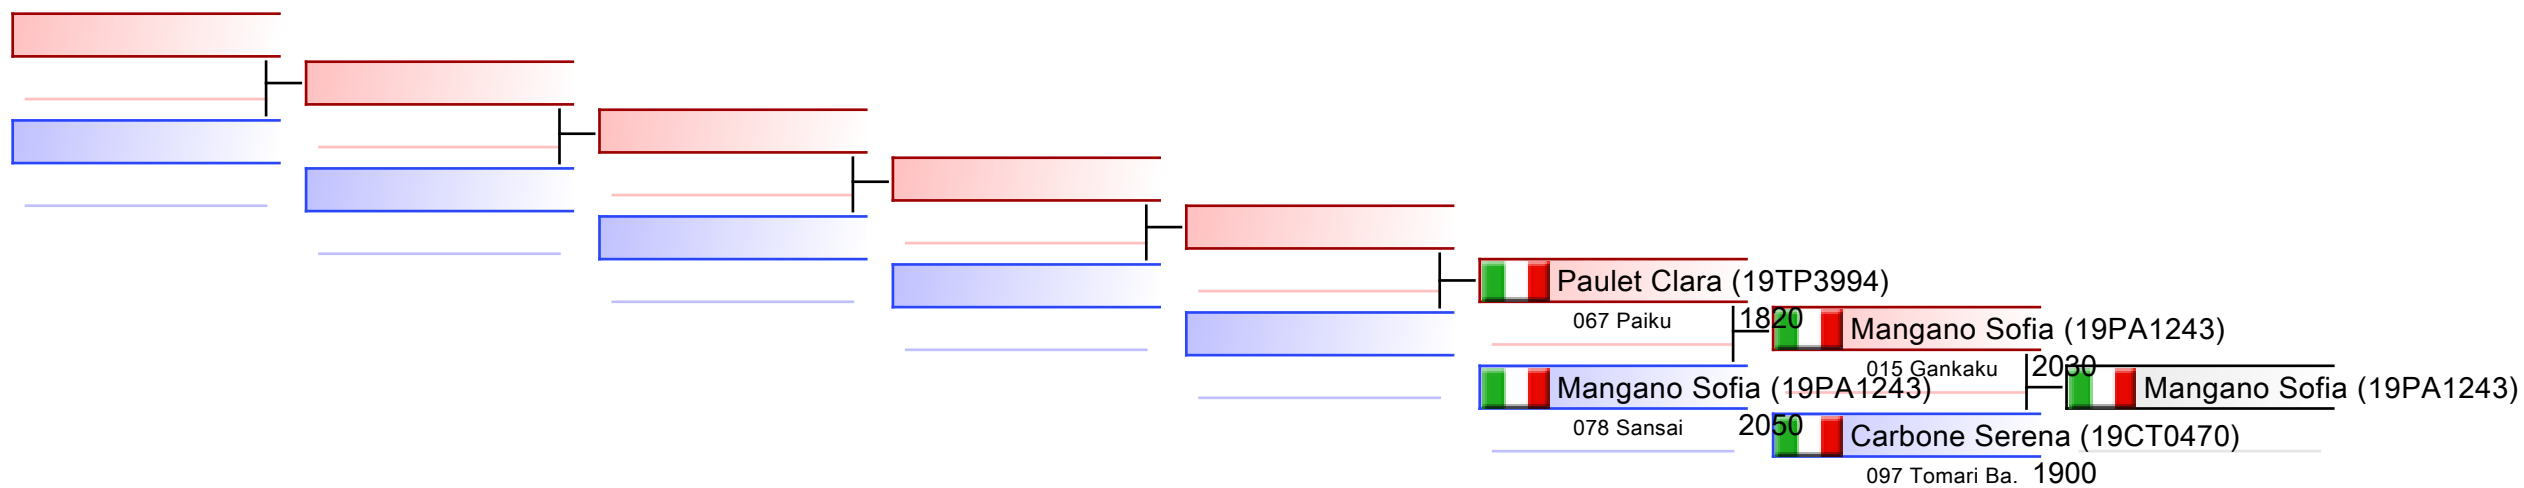 Paulet Clara (19TP3994)
067 Paiku 1820
Mangano Sofia (19PA1243)
078 Sansai 2050
Mangano Sofia (19PA1243)
015 Gankaku 2030
Carbone Serena (19CT0470)
097 Tomari Ba. 1900
Mangano Sofia (19PA1243)